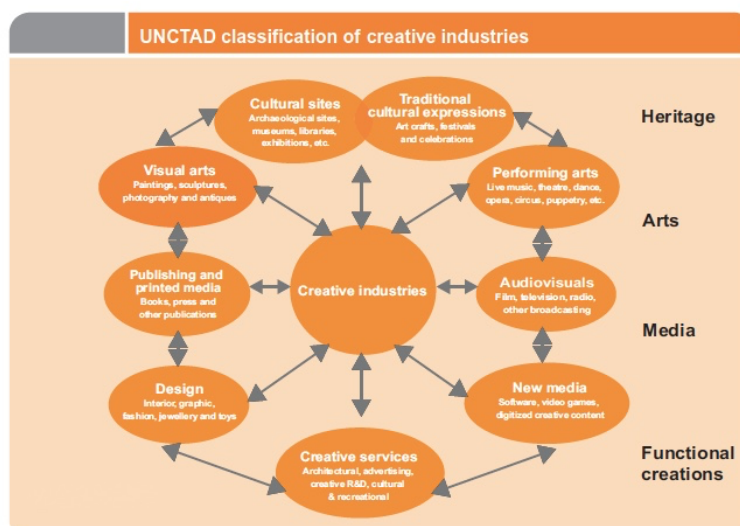 UNCTAD classification of creative industries
Cultural sites
Archaeological sites,
museums, libraries,
exhibitions, etc.
Traditional
cultural expressions
Art crafts, festivals
and celebrations
Heritage
Visual arts
Paintings, sculptures,
photography and antiques
Performing arts
Live music, theatre, dance,
opera, circus, puppetry, etc.
Arts
Publishing and
printed media
Books, press and
other publications
Creative industries
Audiovisuals
Film, television, radio,
other broadcasting
Media
Design
Interior, graphic,
fashion, jewellery and toys
New media
Software, video games,
digitized creative content
Creative services
Architectural, advertising,
creative R&D, cultural
& recreational
Functional
creations